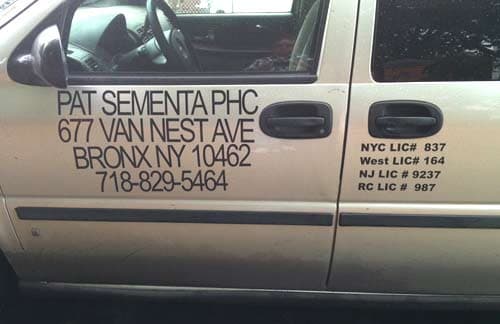 PAT SEMENTA PHC
677 VAN NEST AVE
BRONX NY 10462
718-829-5464
NYC LIC# 837
West LIC# 164
NJ LIC # 9237
RC LIC # 987